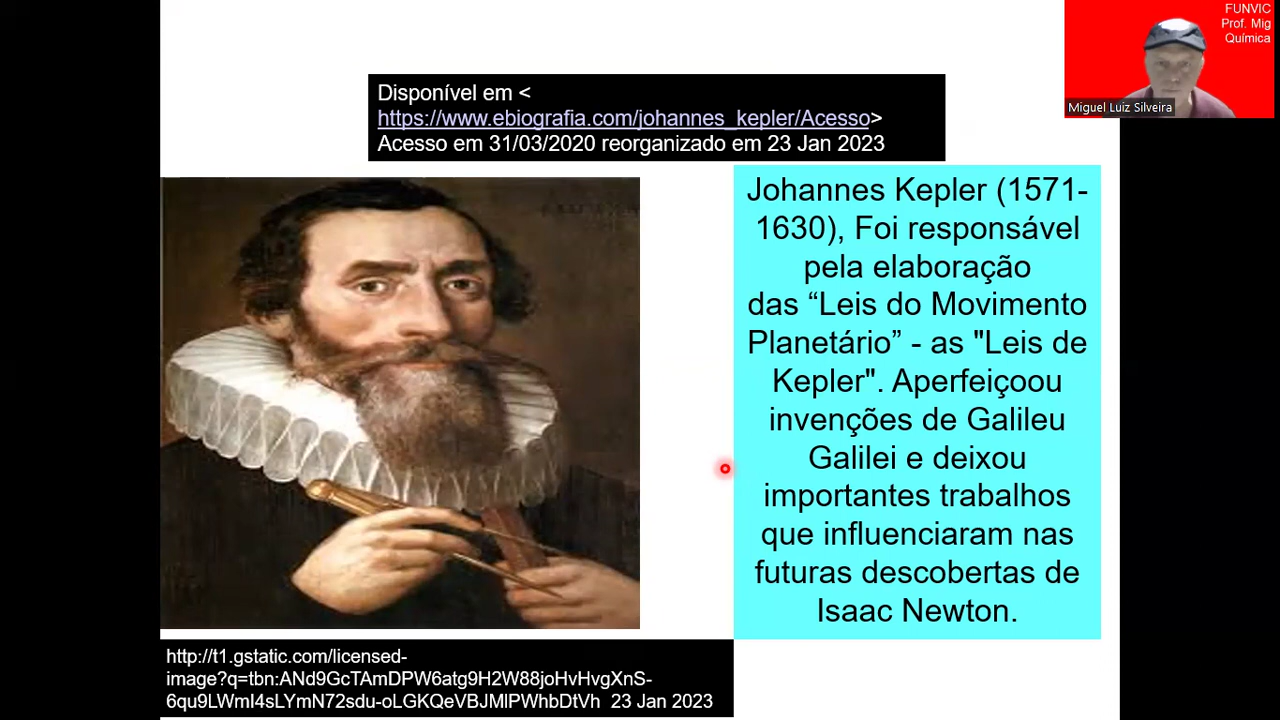 FUNVIC
Prof. Mig
Química
Miguel Luíz Silveira
Disponível em <
https://www.ebiografia.com/johannes_kepler/Acesso>
Acesso em 31/03/2020 reorganizado em 23 Jan 2023
Johannes Kepler (1571-
1630), Foi responsável
pela elaboração
das “Leis do Movimento
Planetário” - as "Leis de
Kepler". Aperfeiçoou
invenções de Galileu
Galilei e deixou
importantes trabalhos
que influenciaram nas
futuras descobertas de
Isaac Newton.
http://t1.gstatic.com/licensed-
image?q=tbn:ANd9GcTAmDPW6atg9H2W88joHvHvgXnS-
6qu9LWmI4sLYmN72sdu-oLGKQeVBJMlPWhbDtVh 23 Jan 2023